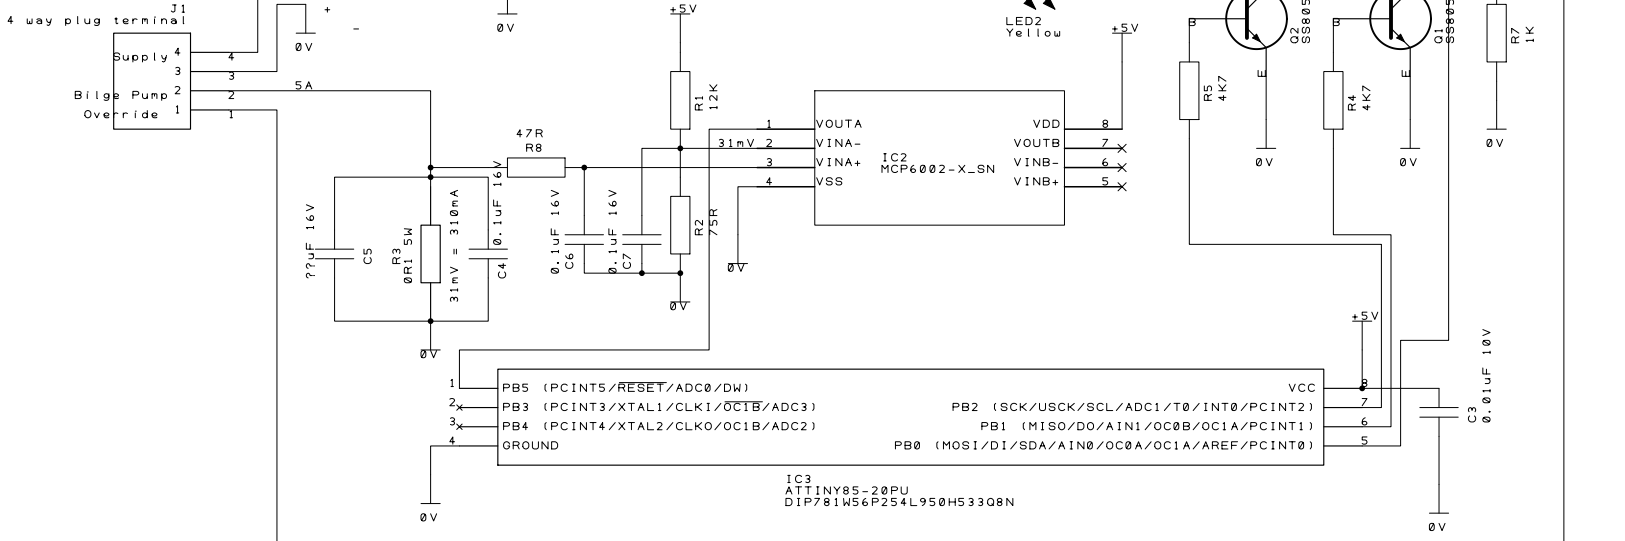 J1
4 way plug terminal
+
-
0V
0V
+5V
LED2
Yellow
+5V
B
Q2
SS805
E
B
Q1
SS805
E
R7
1K
Supply 4
4
3
3
Bilge Pump 2
2
5A
Override 1
1
R1
12K
R5
4K7
R4
4K7
0V
0V
0V
47R
R8
31mV
1 VOUTA
2 VINA-
3 VINA+
4 VSS
IC2
MCP6002-X_SN
VDD 8
VOUTB 7
VINB- 6
VINB+ 5
??uF 16V
C5
R3
0R1 5W
31mV = 310mA
0.1uF 16V
C4
0.1uF 16V
C6
0.1uF 16V
C7
R2
75R
0V
0V
0V
+5V
1 PB5 (PCINT5/RESET/ADC0/DW)
2 PB3 (PCINT3/XTAL1/CLKI/OC1B/ADC3)
3 PB4 (PCINT4/XTAL2/CLKO/OC1B/ADC2)
4 GROUND
VCC 8
PB2 (SCK/USCK/SCL/ADC1/T0/INT0/PCINT2) 7
PB1 (MISO/DO/AIN1/OC0B/OC1A/PCINT1) 6
PB0 (MOSI/DI/SDA/AIN0/OC0A/OC1A/AREF/PCINT0) 5
C3
0.01uF 10V
IC3
ATTINY85-20PU
DIP781W56P254L950H533Q8N
0V
0V